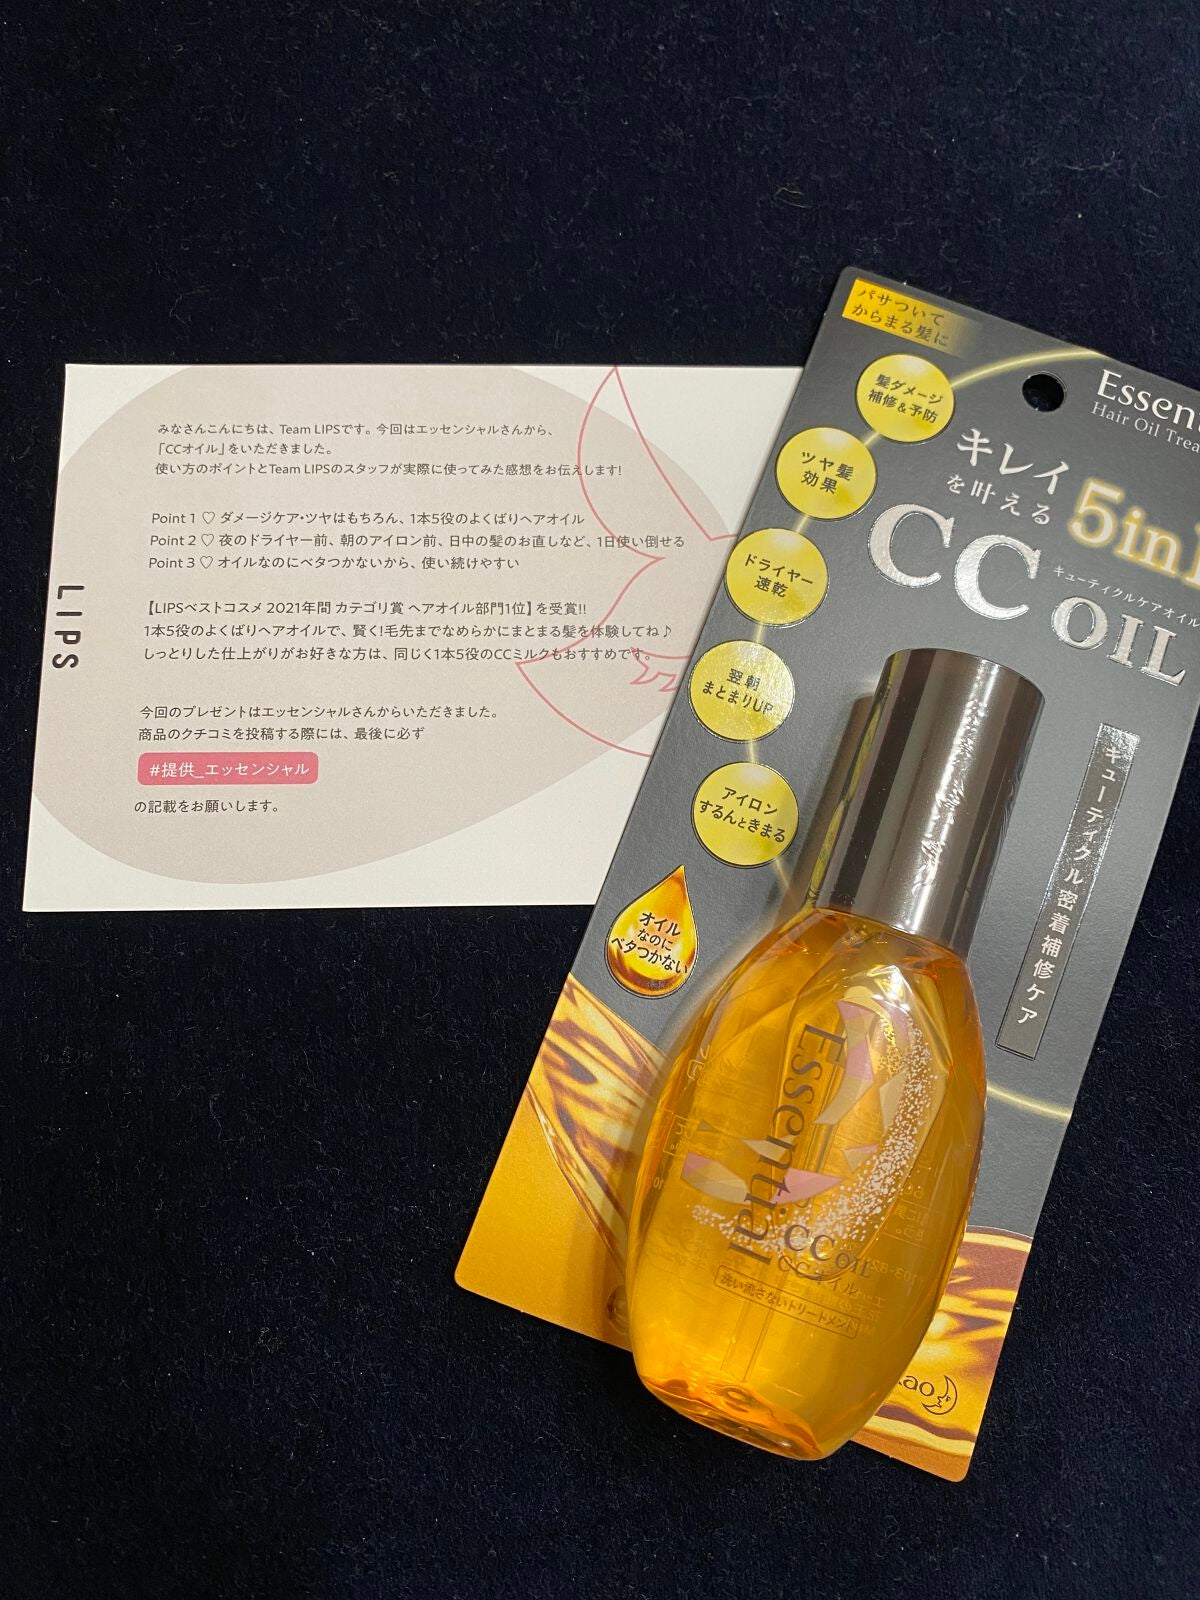 みなさんこんにちは、Team LIPSです。今回はエッセンシャルさんから、
「CCオイル」をいただきました。
使い方のポイントとTeam LIPSのスタッフが実際に使ってみた感想をお伝えします!
Point 1 ♡ ダメージケア・ツヤはもちろん、1本5役のよくばりヘアオイル
Point 2 ♡ 夜のドライヤー前、朝のアイロン前、日中の髪のお直しなど、1日使い倒せる
Point 3 ♡ オイルなのにベタつかないから、使い続けやすい
【LIPSベストコスメ2021年間 カテゴリ賞 ヘアオイル部門1位】を受賞!!
1本5役のよくばりヘアオイルで、賢く!毛先までなめらかにまとまる髪を体験してね♪
しっとりした仕上がりがお好きな方は、同じく1本5役のCCミルクもおすすめです。
今回のプレゼントはエッセンシャルさんからいただきました。
商品のクチコミを投稿する際には、最後に必ず
#提供_エッセンシャル
の記載をお願いします。
LIPS
パサついて
からまる髪に
Essen
Hair Oil Trea
髪ダメージ
補修&予防
ツヤ髪
効果
ドライヤー
速乾
翌朝
まとまりUP
アイロン
するんときまる
キレイ
を叶える
5in1
CC OIL
キューティクルケアオイル
キューティクル密着補修ケア
オイル
なのに
ベタつかない
Essential
CC OIL
CCオイル
洗い流さないトリートメント
kao